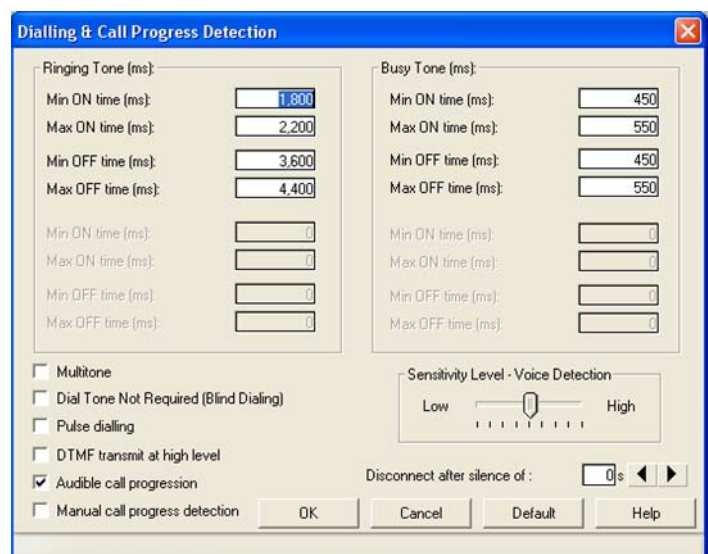 Dialling & Call Progress Detection
Ringing Tone (ms):
Min ON time (ms): 1,800
Max ON time (ms): 2,200
Min OFF time (ms): 3,600
Max OFF time (ms): 4,400
Min ON time (ms): 0
Max ON time (ms): 0
Min OFF time (ms): 0
Max OFF time (ms): 0
Busy Tone (ms):
Min ON time (ms): 450
Max ON time (ms): 550
Min OFF time (ms): 450
Max OFF time (ms): 550
Min ON time (ms): 0
Max ON time (ms): 0
Min OFF time (ms): 0
Max OFF time (ms): 0
Multitone
Dial Tone Not Required (Blind Dialing)
Pulse dialling
DTMF transmit at high level
Audible call progression
Manual call progress detection
Sensitivity Level - Voice Detection
Low High
Disconnect after silence of : 0 s
OK Cancel Default Help